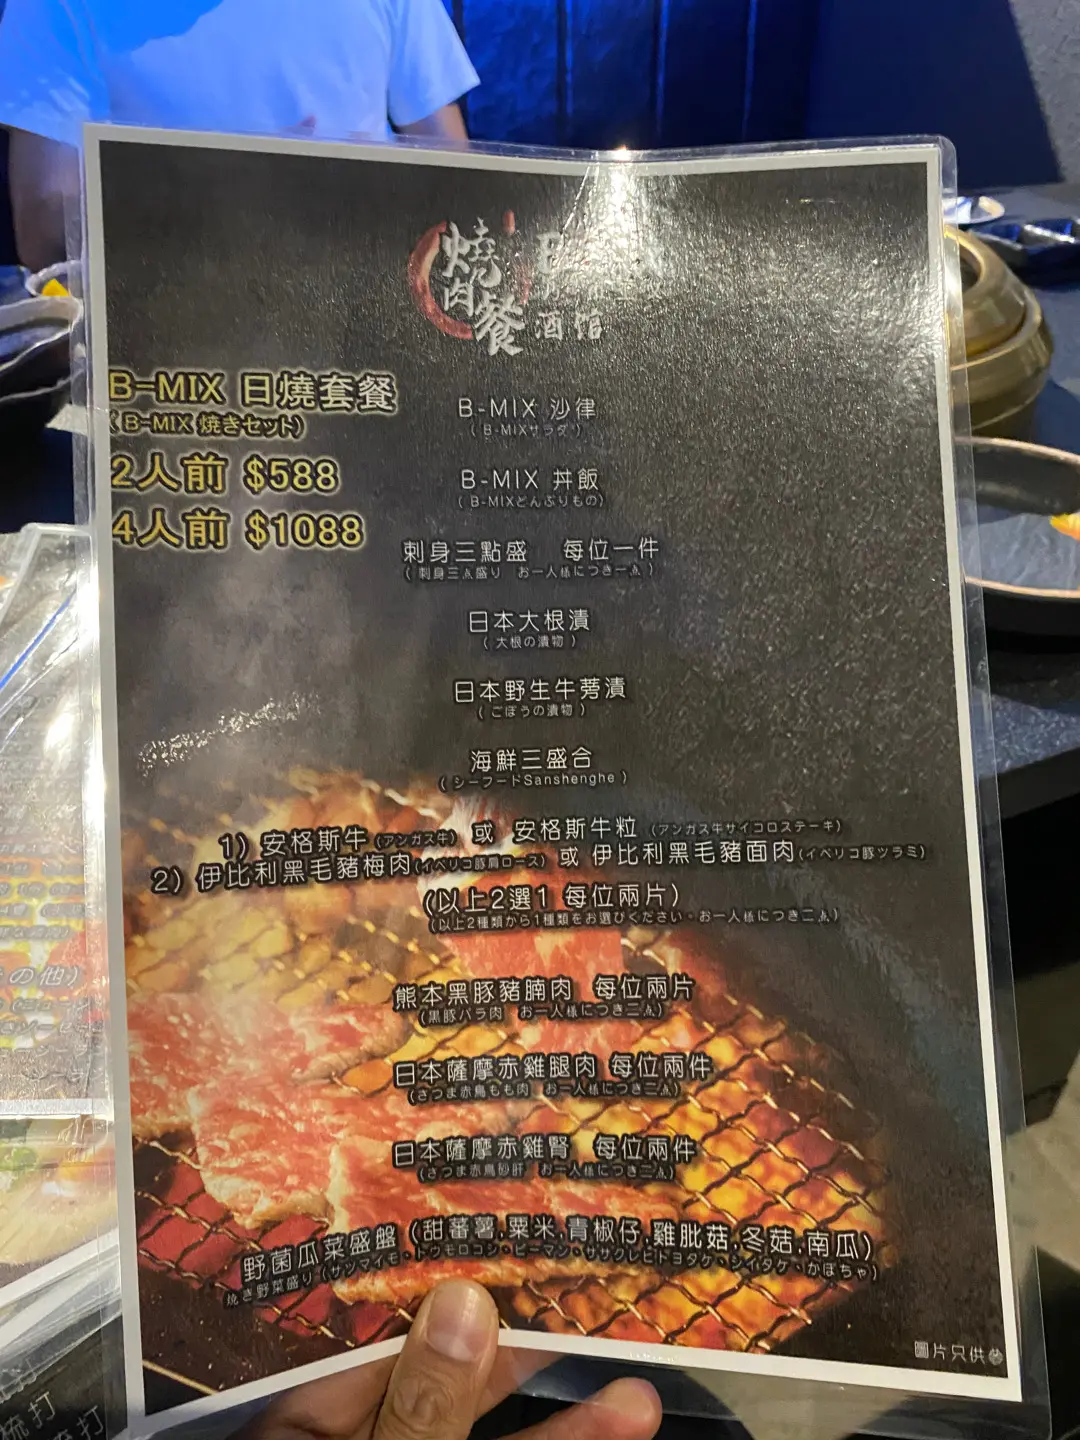 燒肉餐
酒館
B-MIX 日燒套餐
( B-MIX 焼きセット)
2人前 $588
4人前 $1088
B-MIX 沙律
( B-MIXサラダ )
B-MIX 丼飯
( B-MIXどんぶりもの)
刺身三點盛 每位一件
( 刺身三点盛り お一人様につき一点 )
日本大根漬
( 大根の漬物 )
日本野生牛蒡漬
( ごぼうの漬物 )
海鮮三盛合
( シーフードSanshenghe )
1) 安格斯牛 (アンガス牛) 或 安格斯牛粒 (アンガス牛サイコロステーキ)
2) 伊比利黑毛豬梅肉(イベリコ豚肩ロース) 或 伊比利黑毛豬面肉(イベリコ豚ツラミ)
(以上2選1 每位兩片)
(以上2種類から1種類をお選びください・お一人様につき二点)
熊本黑豚豬腩肉 每位兩片
(黒豚バラ肉 お一人様につき二点)
日本薩摩赤雞腿肉 每位兩件
(さつま赤鳥もも肉 お一人様につき二点)
日本薩摩赤雞腎 每位兩件
(さつま赤鳥砂肝 お一人様につき二点)
野菌瓜菜盛盤 (甜蕃薯,粟米,青椒仔,雞肶菇,冬菇,南瓜)
焼き野菜盛り (サツマイモ・トウモロコシ・ピーマン・ササクレヒトヨタケ・シイタケ・かぼちゃ)
圖片只供
の他)
梳打
打